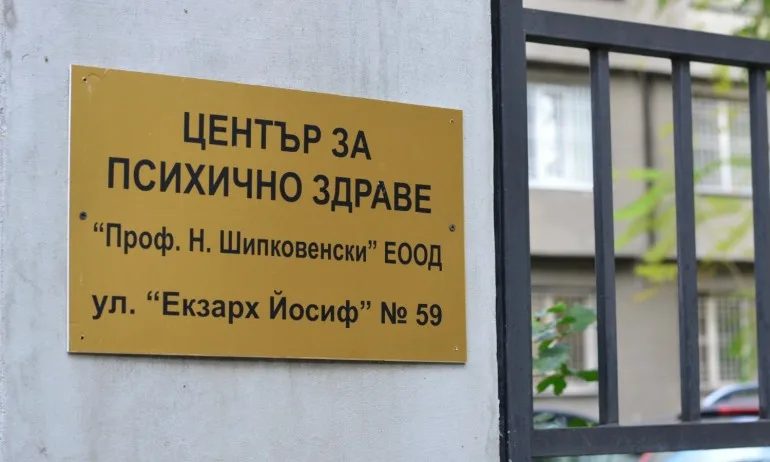 ЦЕНТЪР ЗА
ПСИХИЧНО ЗДРАВЕ
“Проф. Н. Шипковенски” ЕООД
ул. “Екзарх Йосиф” № 59